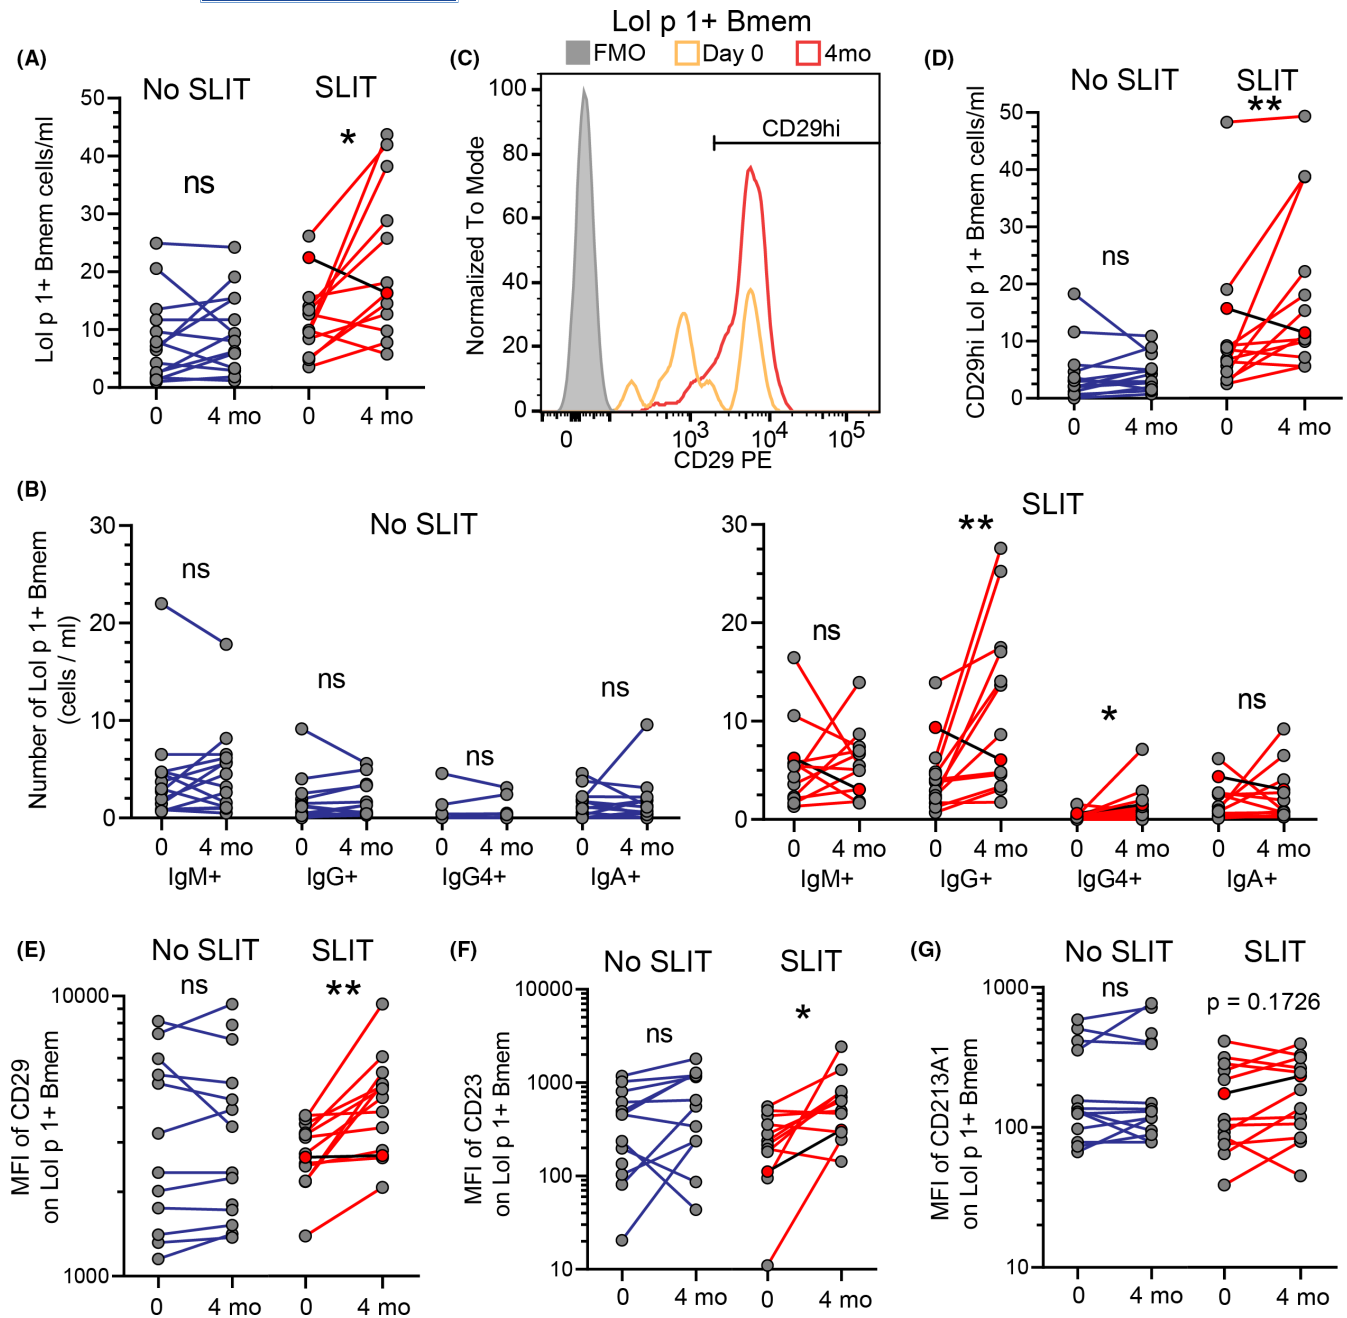 (A)
No SLIT
SLIT
Lol p 1+ Bmem cells/ml
50
40
30
20
10
0
ns
*
0
4 mo
0
4 mo
(C)
Lol p 1+ Bmem
FMO
Day 0
4mo
Normalized To Mode
100
80
60
40
20
0
CD29hi
0
10³
10⁴
10⁵
CD29 PE
(D)
No SLIT
SLIT
CD29hi Lol p 1+ Bmem cells/ml
50
40
30
20
10
0
ns
**
0
4 mo
0
4 mo
(B)
No SLIT
Number of Lol p 1+ Bmem
(cells / ml)
30
20
10
0
ns
ns
ns
ns
0
4 mo
0
4 mo
0
4 mo
0
4 mo
IgM+
IgG+
IgG4+
IgA+
SLIT
30
20
10
0
ns
**
*
ns
0
4 mo
0
4 mo
0
4 mo
0
4 mo
IgM+
IgG+
IgG4+
IgA+
(E)
No SLIT
SLIT
MFI of CD29
on Lol p 1+ Bmem
10000
1000
ns
**
0
4 mo
0
4 mo
(F)
No SLIT
SLIT
MFI of CD23
on Lol p 1+ Bmem
10000
1000
100
10
ns
*
0
4 mo
0
4 mo
(G)
No SLIT
SLIT
MFI of CD213A1
on Lol p 1+ Bmem
1000
100
10
ns
p = 0.1726
0
4 mo
0
4 mo